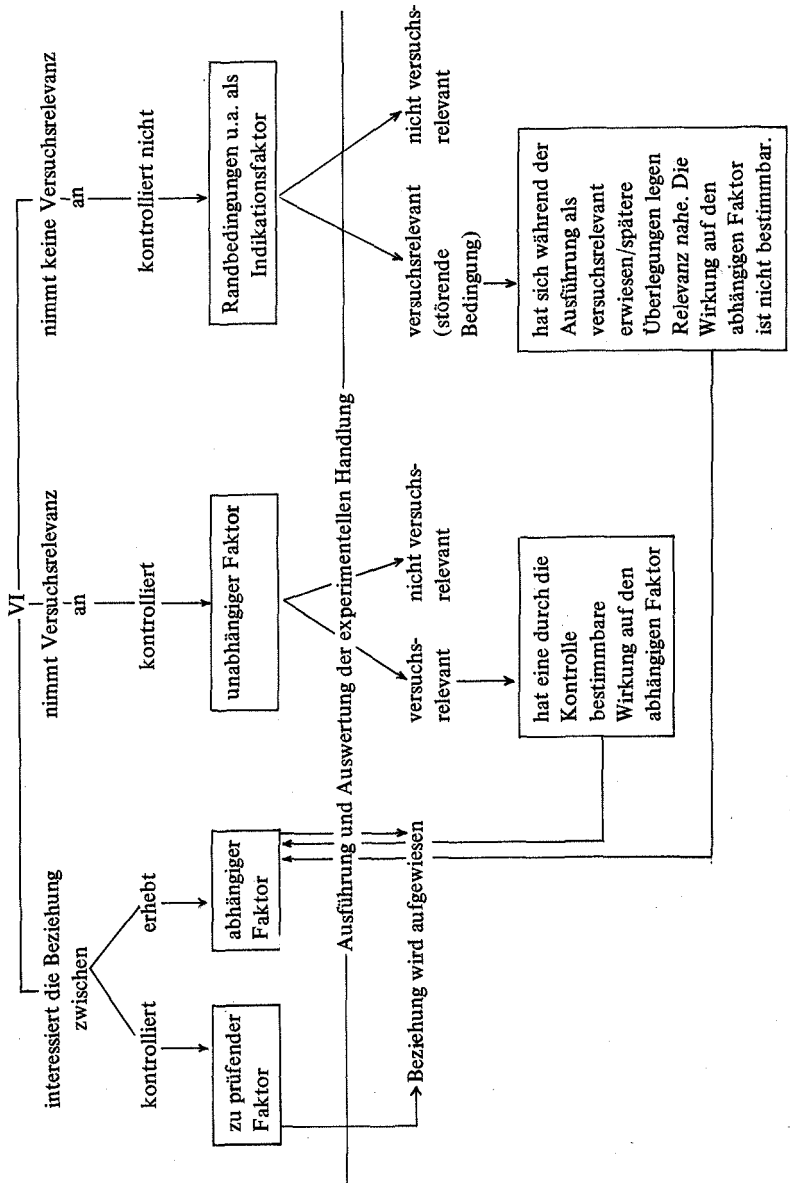 VI
interessiert die Beziehung
zwischen
kontrolliert
erhebt
zu prüfender
Faktor
abhängiger
Faktor
nimmt Versuchsrelevanz
an
kontrolliert
unabhängiger Faktor
nimmt keine Versuchsrelevanz
an
kontrolliert nicht
Randbedingungen u.a. als
Indikationsfaktor
Ausführung und Auswertung der experimentellen Handlung
Beziehung wird aufgewiesen
versuchs-
relevant
nicht versuchs-
relevant
hat eine durch die
Kontrolle
bestimmbare
Wirkung auf den
abhängigen Faktor
versuchsrelevant
(störende
Bedingung)
nicht versuchs-
relevant
hat sich während der
Ausführung als
versuchsrelevant
erwiesen/spätere
Überlegungen legen
Relevanz nahe. Die
Wirkung auf den
abhängigen Faktor
ist nicht bestimmbar.